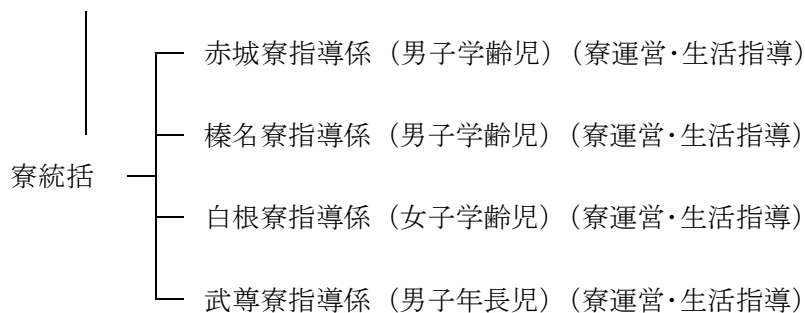 赤城寮指導係（男子学齢児）（寮運営・生活指導）
榛名寮指導係（男子学齢児）（寮運営・生活指導）
寮統括
白根寮指導係（女子学齢児）（寮運営・生活指導）
武尊寮指導係（男子年長児）（寮運営・生活指導）